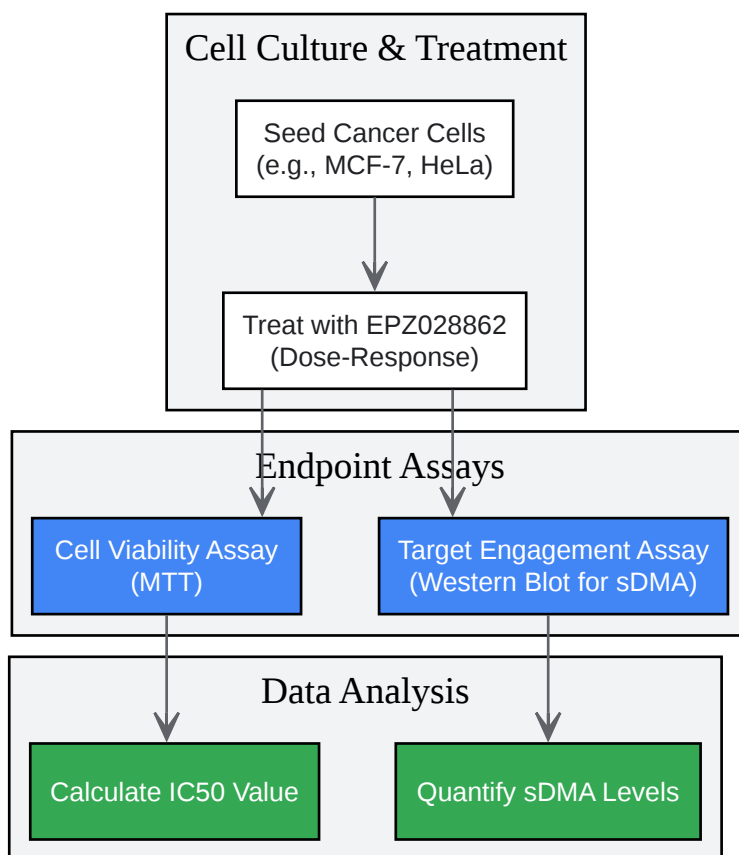 Cell Culture & Treatment
Seed Cancer Cells
(e.g., MCF-7, HeLa)
Treat with EPZ028862
(Dose-Response)
Endpoint Assays
Cell Viability Assay
(MTT)
Target Engagement Assay
(Western Blot for sDMA)
Data Analysis
Calculate IC50 Value
Quantify sDMA Levels